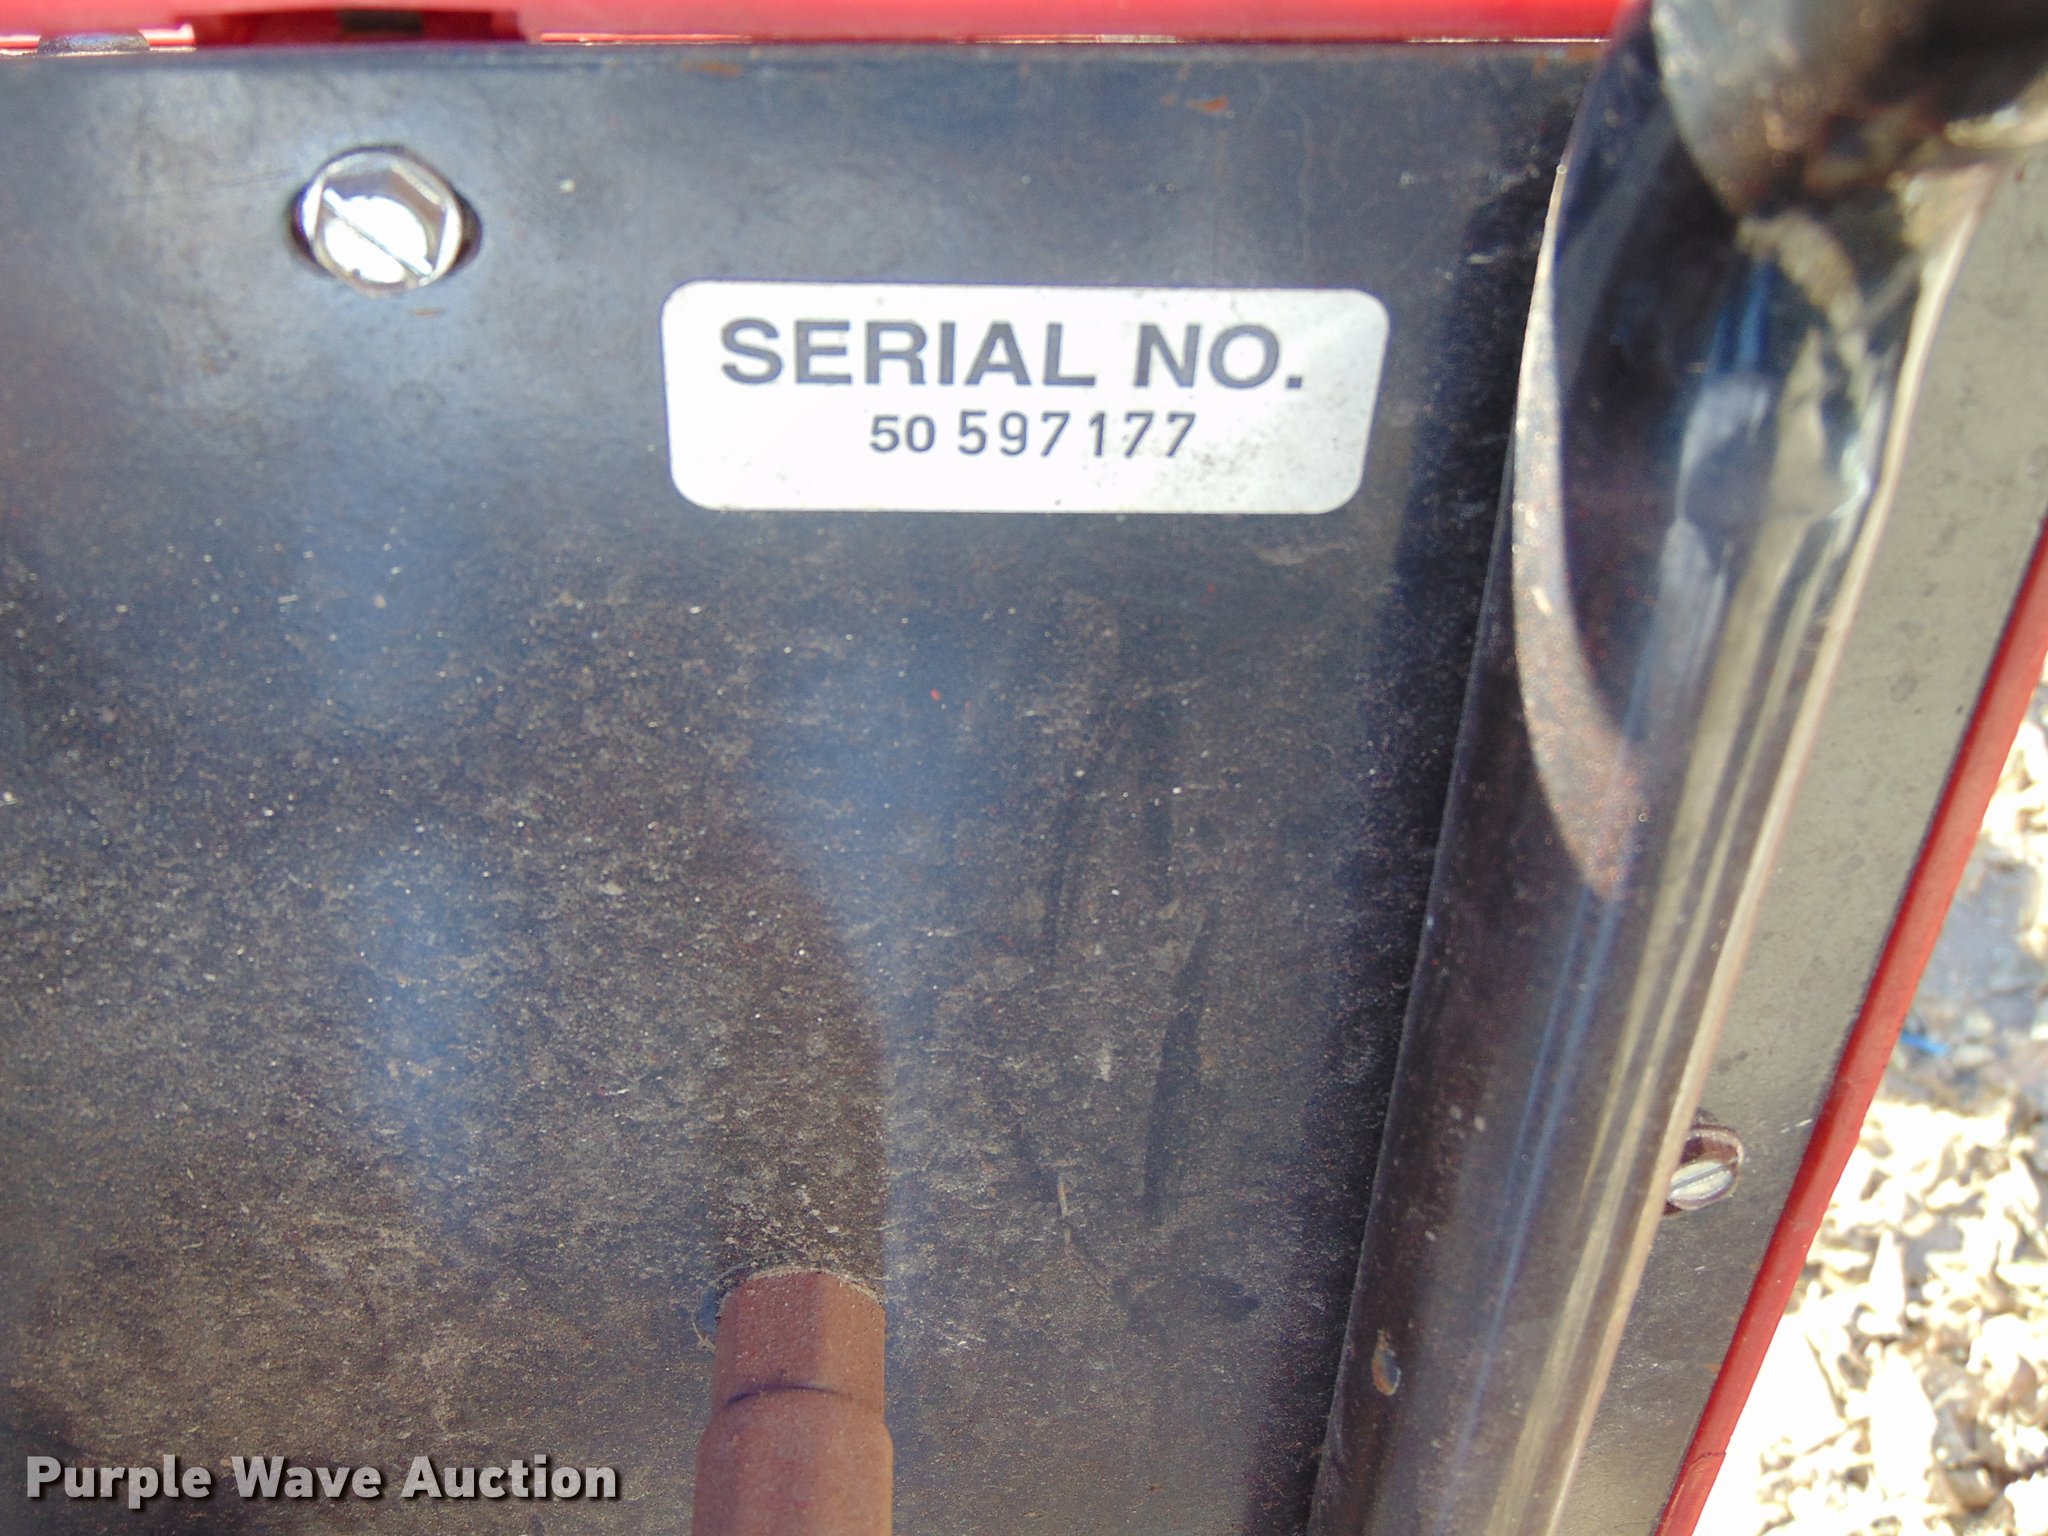 SERIAL NO.
50 597177
Purple Wave Auction